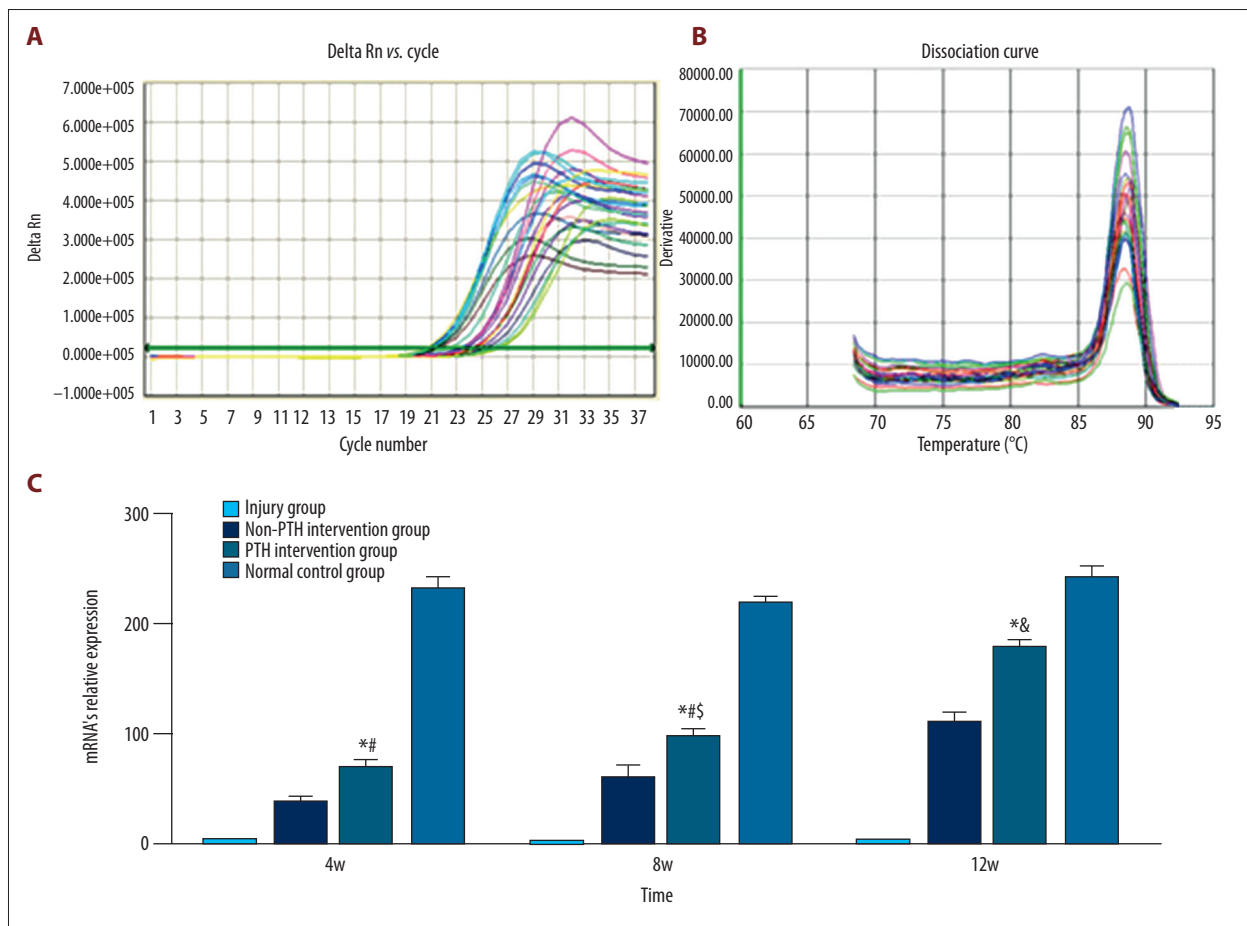 A
Delta Rn vs. cycle
7.000e+005
6.000e+005
5.000e+005
4.000e+005
3.000e+005
2.000e+005
1.000e+005
0.000e+005
−1.000e+005
Delta Rn
1 3 5 7 9 11 12 13 15 17 19 21 23 25 27 29 31 33 35 37
Cycle number
B
Dissociation curve
80000.00
70000.00
60000.00
50000.00
40000.00
30000.00
20000.00
10000.00
0.00
Derivative
60 65 70 75 80 85 90 95
Temperature (°C)
C
Injury group
Non-PTH intervention group
PTH intervention group
Normal control group
300
200
100
0
mRNA's relative expression
*#
*#$
*&
4w 8w 12w
Time